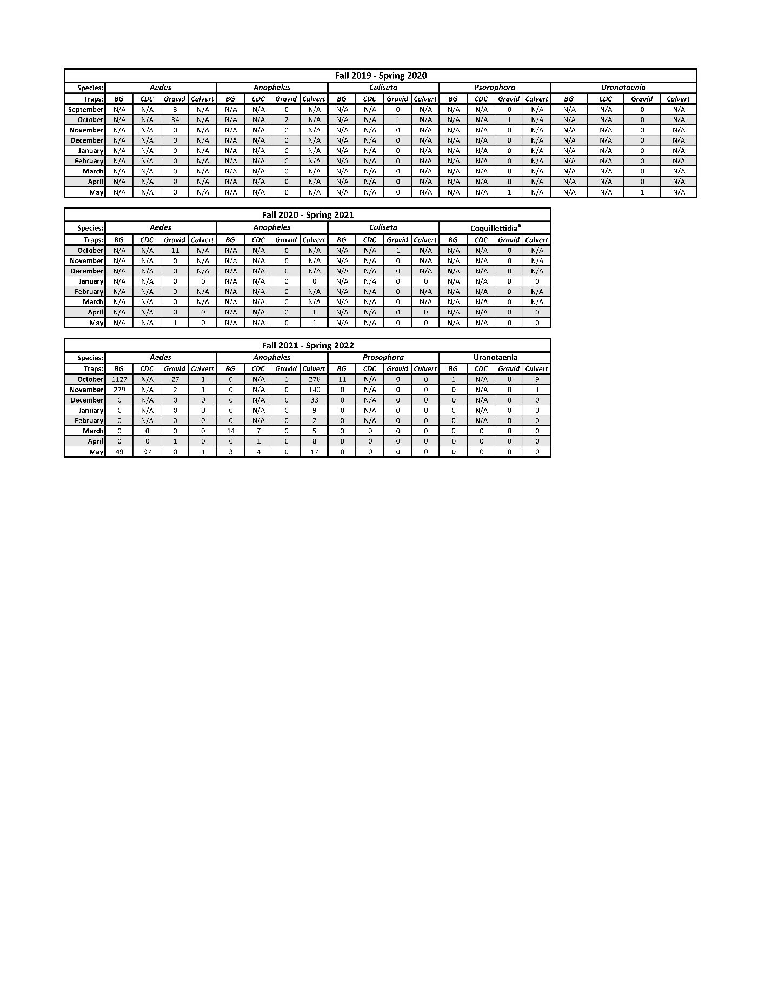 Fall 2019 - Spring 2020
Species: Aedes Anopheles Culiseta Psorophora Uranotaenia
Traps: BG CDC Gravid Culvert BG CDC Gravid Culvert BG CDC Gravid Culvert BG CDC Gravid Culvert BG CDC Gravid Culvert
September N/A N/A 3 N/A N/A N/A 0 N/A N/A N/A 0 N/A N/A N/A 0 N/A N/A N/A 0 N/A
October N/A N/A 34 N/A N/A N/A 2 N/A N/A N/A 1 N/A N/A N/A 1 N/A N/A N/A 0 N/A
November N/A N/A 0 N/A N/A N/A 0 N/A N/A N/A 0 N/A N/A N/A 0 N/A N/A N/A 0 N/A
December N/A N/A 0 N/A N/A N/A 0 N/A N/A N/A 0 N/A N/A N/A 0 N/A N/A N/A 0 N/A
January N/A N/A 0 N/A N/A N/A 0 N/A N/A N/A 0 N/A N/A N/A 0 N/A N/A N/A 0 N/A
February N/A N/A 0 N/A N/A N/A 0 N/A N/A N/A 0 N/A N/A N/A 0 N/A N/A N/A 0 N/A
March N/A N/A 0 N/A N/A N/A 0 N/A N/A N/A 0 N/A N/A N/A 0 N/A N/A N/A 0 N/A
April N/A N/A 0 N/A N/A N/A 0 N/A N/A N/A 0 N/A N/A N/A 0 N/A N/A N/A 0 N/A
May N/A N/A 0 N/A N/A N/A 0 N/A N/A N/A 0 N/A N/A N/A 1 N/A N/A N/A 1 N/A
Fall 2020 - Spring 2021
Species: Aedes Anopheles Culiseta Coquillettidiaᵃ
Traps: BG CDC Gravid Culvert BG CDC Gravid Culvert BG CDC Gravid Culvert BG CDC Gravid Culvert
October N/A N/A 11 N/A N/A N/A 0 N/A N/A N/A 1 N/A N/A N/A 0 N/A
November N/A N/A 0 N/A N/A N/A 0 N/A N/A N/A 0 N/A N/A N/A 0 N/A
December N/A N/A 0 N/A N/A N/A 0 N/A N/A N/A 0 N/A N/A N/A 0 N/A
January N/A N/A 0 0 N/A N/A 0 0 N/A N/A 0 0 N/A N/A 0 0
February N/A N/A 0 N/A N/A N/A 0 N/A N/A N/A 0 N/A N/A N/A 0 N/A
March N/A N/A 0 N/A N/A N/A 0 N/A N/A N/A 0 N/A N/A N/A 0 N/A
April N/A N/A 0 0 N/A N/A 0 1 N/A N/A 0 0 N/A N/A 0 0
May N/A N/A 1 0 N/A N/A 0 1 N/A N/A 0 0 N/A N/A 0 0
Fall 2021 - Spring 2022
Species: Aedes Anopheles Prosophora Uranotaenia
Traps: BG CDC Gravid Culvert BG CDC Gravid Culvert BG CDC Gravid Culvert BG CDC Gravid Culvert
October 1127 N/A 27 1 0 N/A 1 276 11 N/A 0 0 1 N/A 0 9
November 279 N/A 2 1 0 N/A 0 140 0 N/A 0 0 0 N/A 0 1
December 0 N/A 0 0 0 N/A 0 33 0 N/A 0 0 0 N/A 0 0
January 0 N/A 0 0 0 N/A 0 9 0 N/A 0 0 0 N/A 0 0
February 0 N/A 0 0 0 N/A 0 2 0 N/A 0 0 0 N/A 0 0
March 0 0 0 0 14 7 0 5 0 0 0 0 0 0 0 0
April 0 0 1 0 0 1 0 8 0 0 0 0 0 0 0 0
May 49 97 0 1 3 4 0 17 0 0 0 0 0 0 0 0